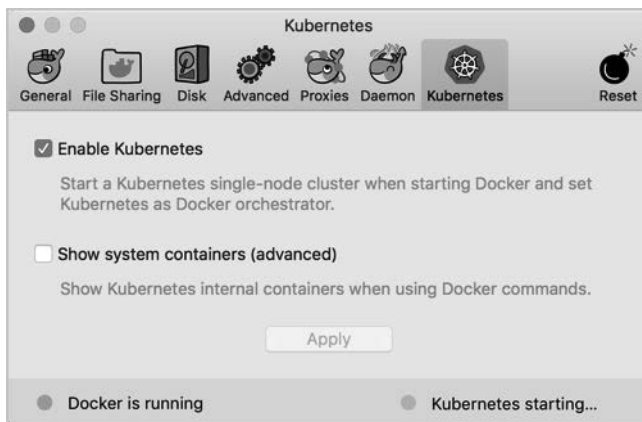 Kubernetes
General File Sharing Disk Advanced Proxies Daemon Kubernetes Reset
Enable Kubernetes
Start a Kubernetes single-node cluster when starting Docker and set
Kubernetes as Docker orchestrator.
Show system containers (advanced)
Show Kubernetes internal containers when using Docker commands.
Apply
Docker is running Kubernetes starting...